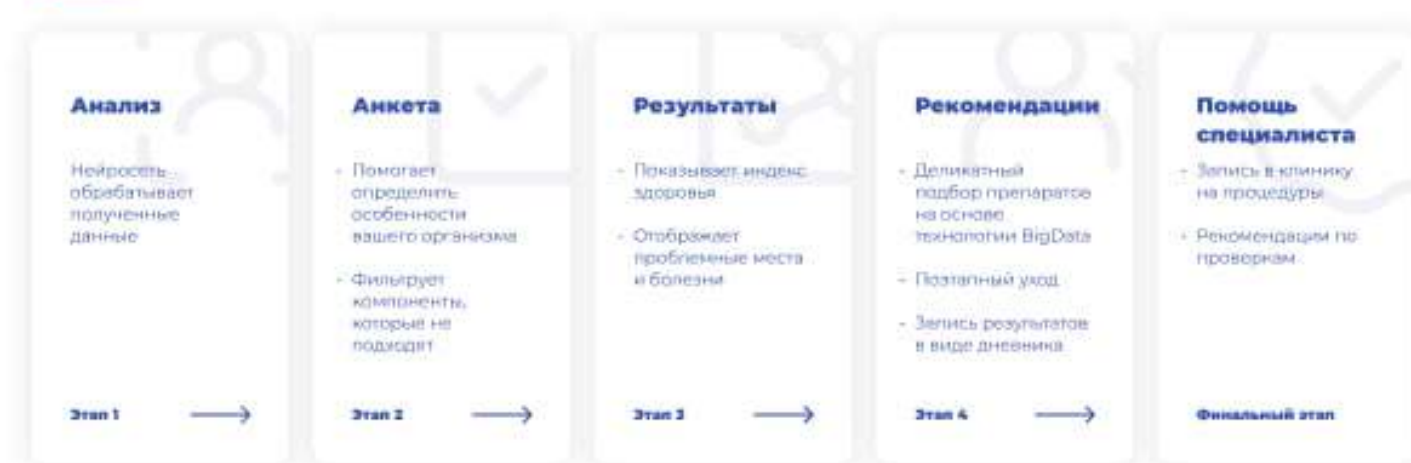 Анализ
Нейросеть
обрабатывает
полученные
данные
Этап 1
Анкета
- Помогает
определить
особенности
вашего организма
- Фильтрует
компоненты,
которые не
подходят
Этап 2
Результаты
- Показывает индекс
здоровья
- Отображает
проблемные места
и болезни
Этап 3
Рекомендации
- Деликатный
подбор препаратов
на основе
технологии BigData
- Поэтапный уход
- Запись результатов
в виде дневника
Этап 4
Помощь
специалиста
- Запись в клинику
на процедуры
- Рекомендации по
проверкам
Финальный этап